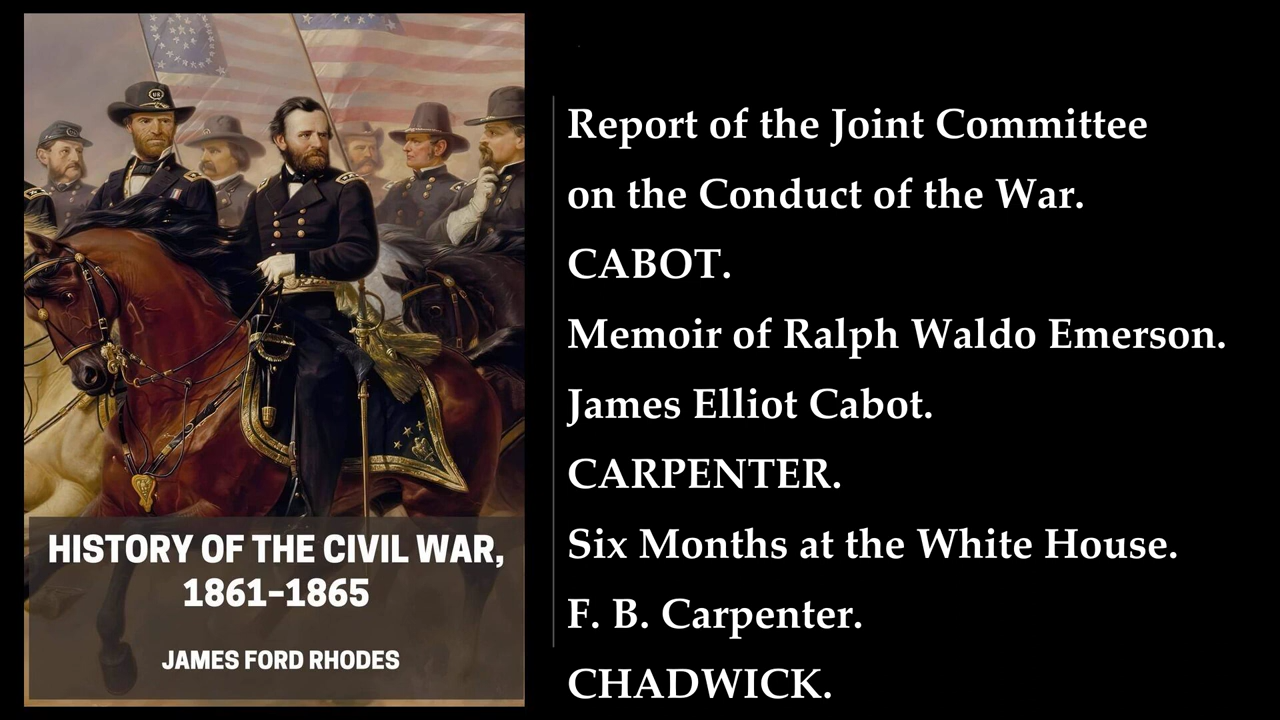 HISTORY OF THE CIVIL WAR,
1861–1865
JAMES FORD RHODES
Report of the Joint Committee
on the Conduct of the War.
CABOT.
Memoir of Ralph Waldo Emerson.
James Elliot Cabot.
CARPENTER.
Six Months at the White House.
F. B. Carpenter.
CHADWICK.